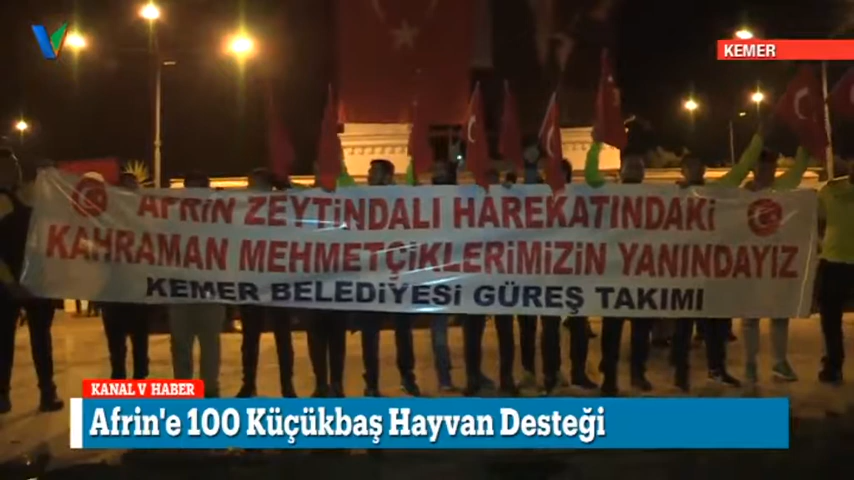 KEMER
AFRİN ZEYTİNDALI HAREKATINDAKİ
KAHRAMAN MEHMETÇİKLERİMİZİN YANINDAYIZ
KEMER BELEDİYESİ GÜREŞ TAKIMI
KANAL V HABER
Afrin'e 100 Küçükbaş Hayvan Desteği